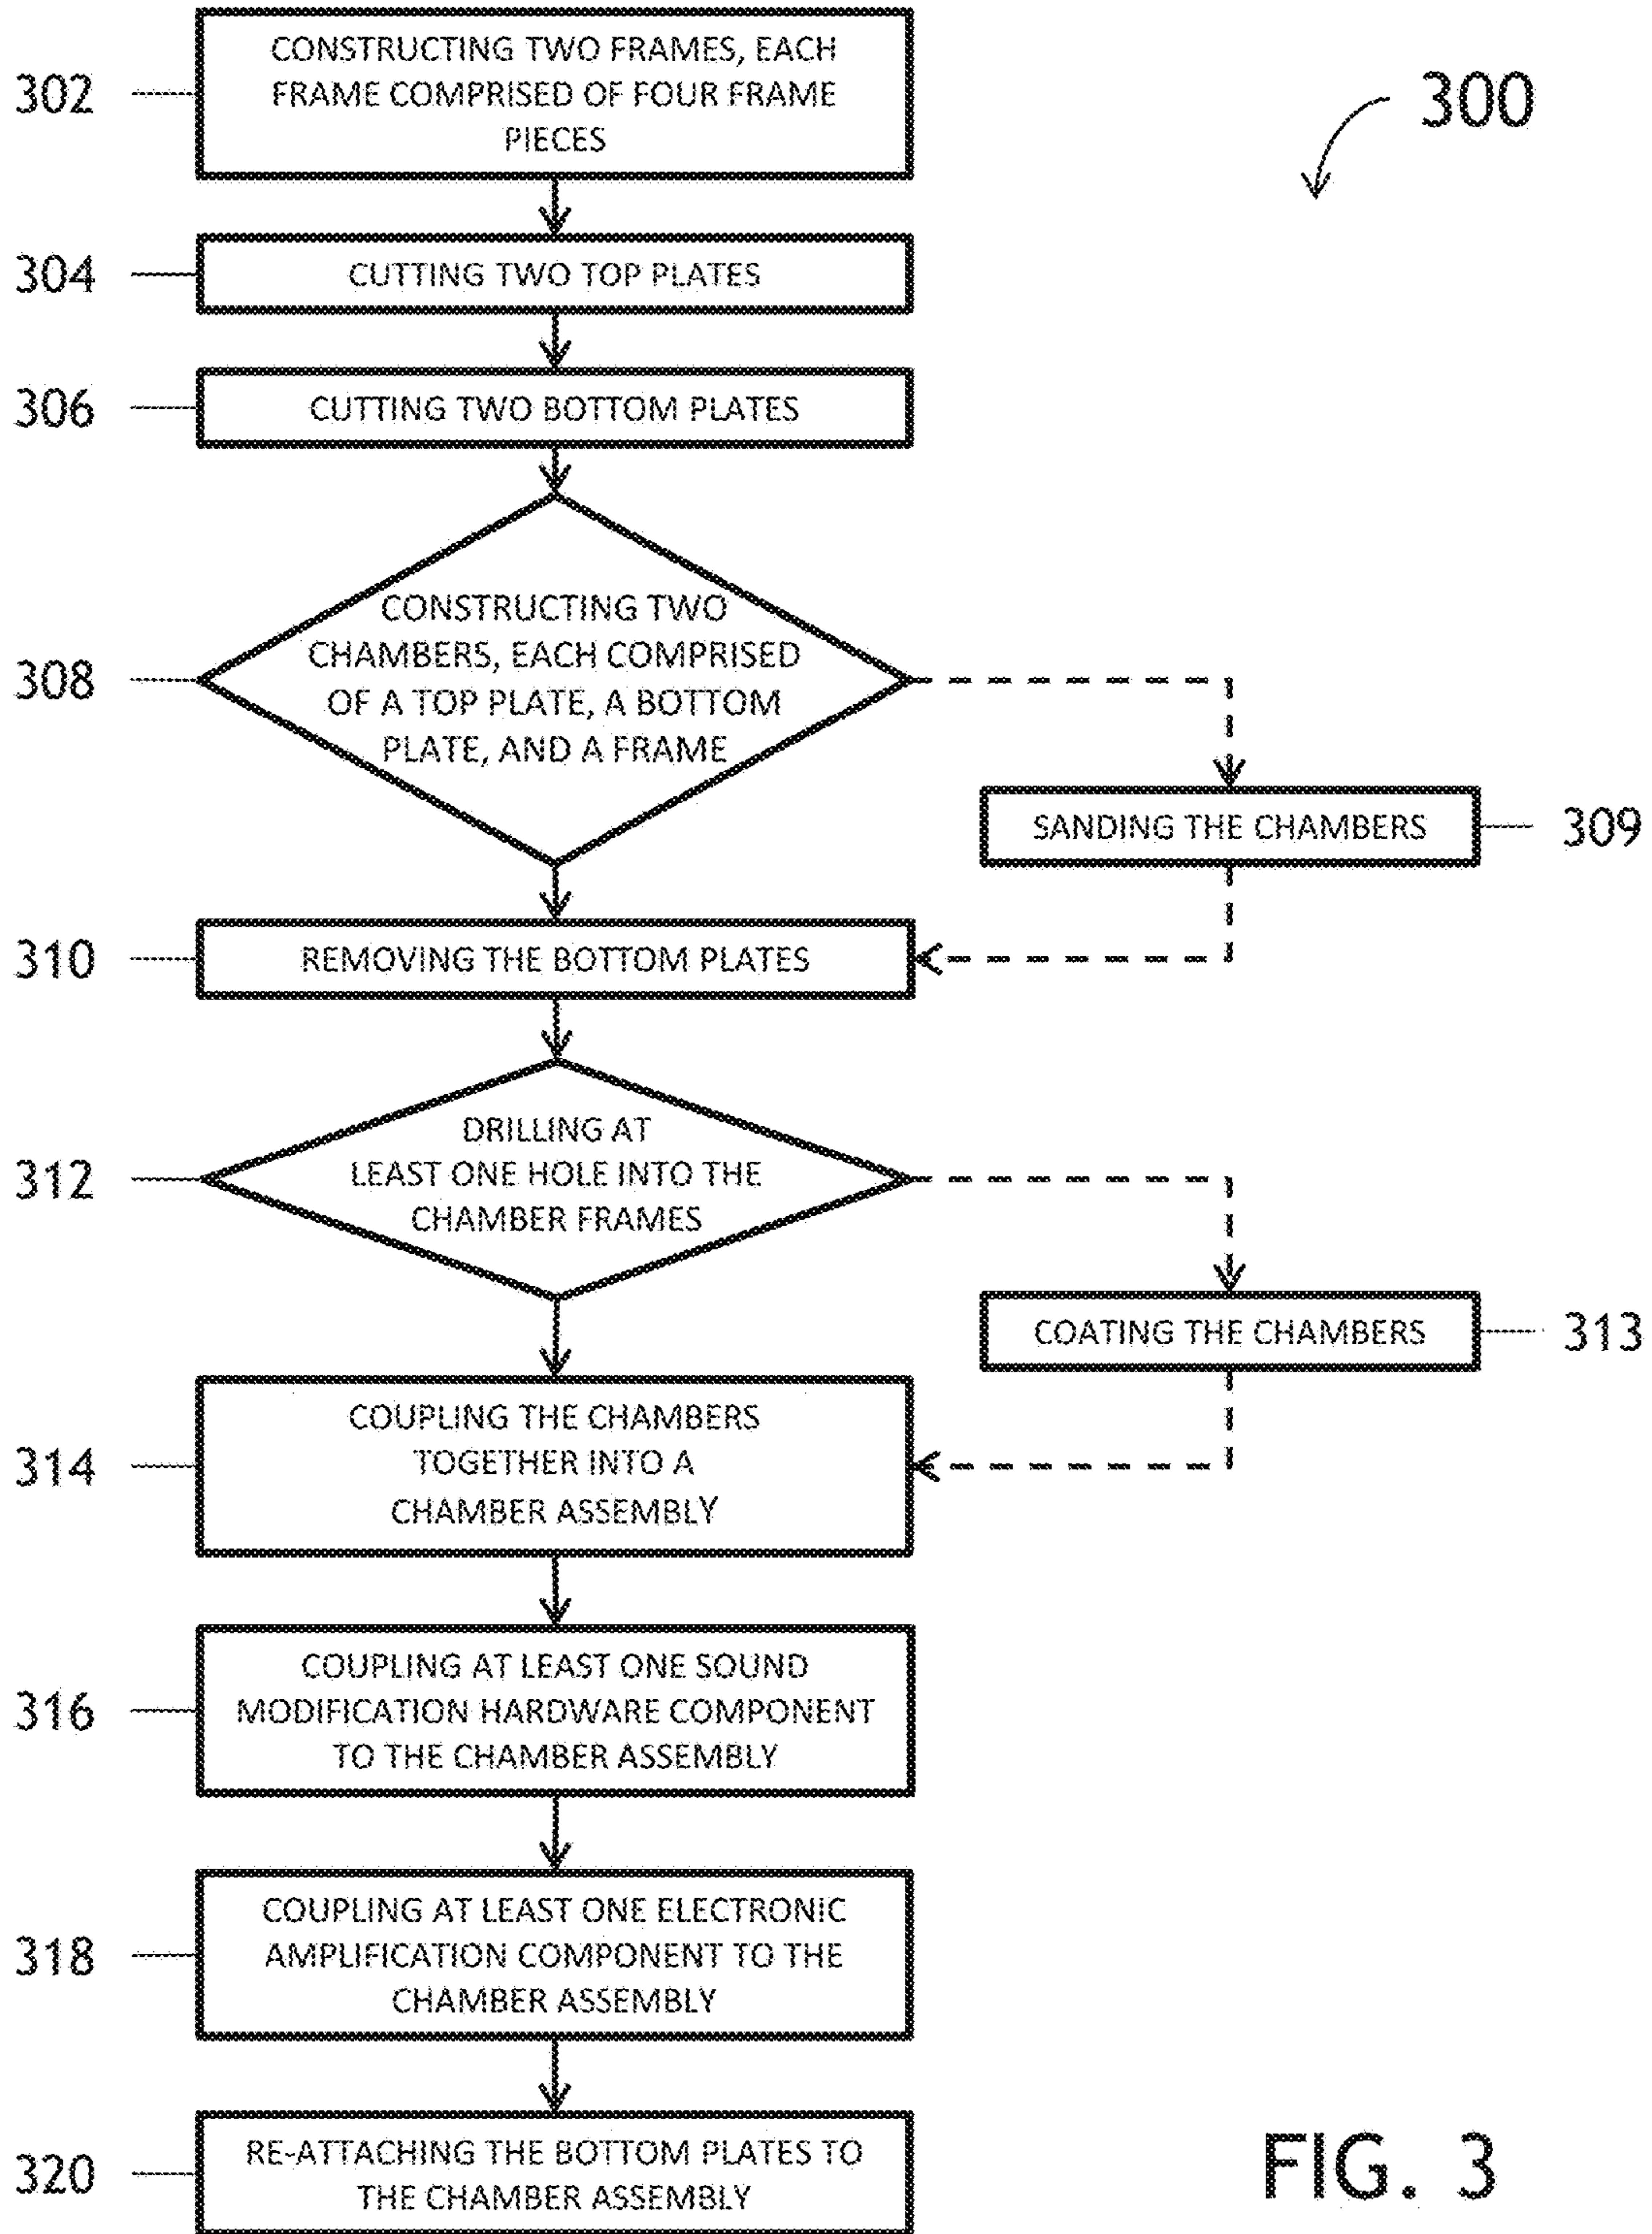 302
CONSTRUCTING TWO FRAMES, EACH
FRAME COMPRISED OF FOUR FRAME
PIECES
300
304
CUTTING TWO TOP PLATES
306
CUTTING TWO BOTTOM PLATES
308
CONSTRUCTING TWO
CHAMBERS, EACH COMPRISED
OF A TOP PLATE, A BOTTOM
PLATE, AND A FRAME
SANDING THE CHAMBERS
309
310
REMOVING THE BOTTOM PLATES
312
DRILLING AT
LEAST ONE HOLE INTO THE
CHAMBER FRAMES
COATING THE CHAMBERS
313
314
COUPLING THE CHAMBERS
TOGETHER INTO A
CHAMBER ASSEMBLY
316
COUPLING AT LEAST ONE SOUND
MODIFICATION HARDWARE COMPONENT
TO THE CHAMBER ASSEMBLY
318
COUPLING AT LEAST ONE ELECTRONIC
AMPLIFICATION COMPONENT TO THE
CHAMBER ASSEMBLY
320
RE-ATTACHING THE BOTTOM PLATES TO
THE CHAMBER ASSEMBLY
FIG. 3